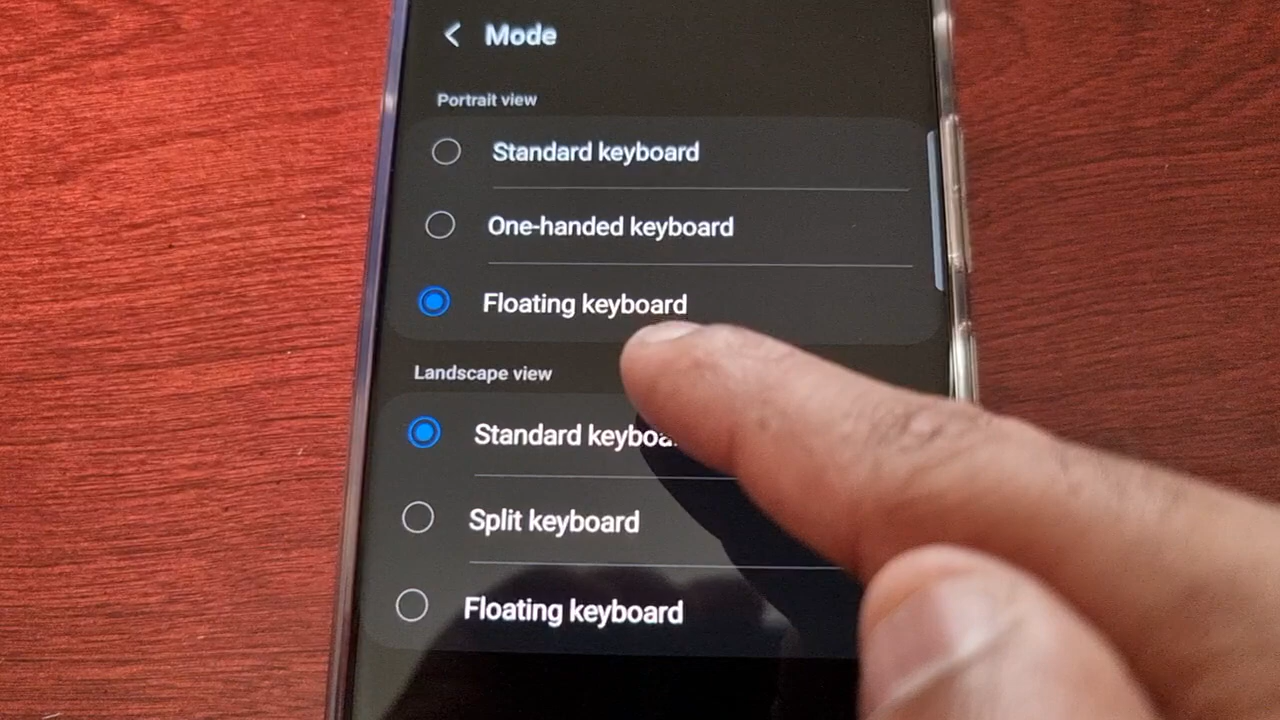 Mode
Portrait view
Standard keyboard
One-handed keyboard
Floating keyboard
Landscape view
Standard keyboa
Split keyboard
Floating keyboard